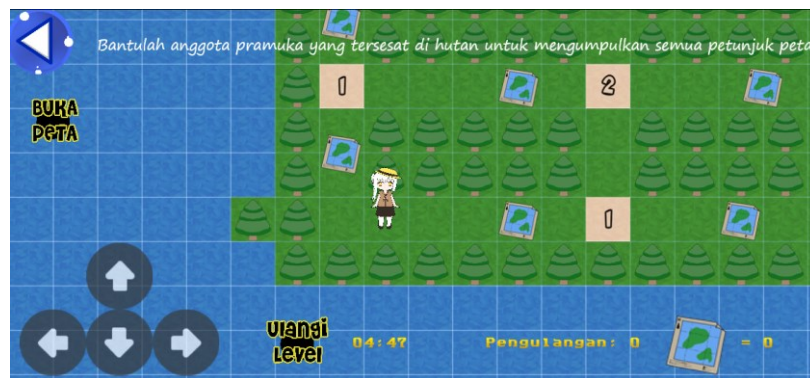 Bantulah anggota pramuka yang tersesat di hutan untuk mengumpulkan semua petunjuk peta
1
2
BUKA
PETA
1
Ulangi
Level
04:47
Pengulangan: 0
= 0